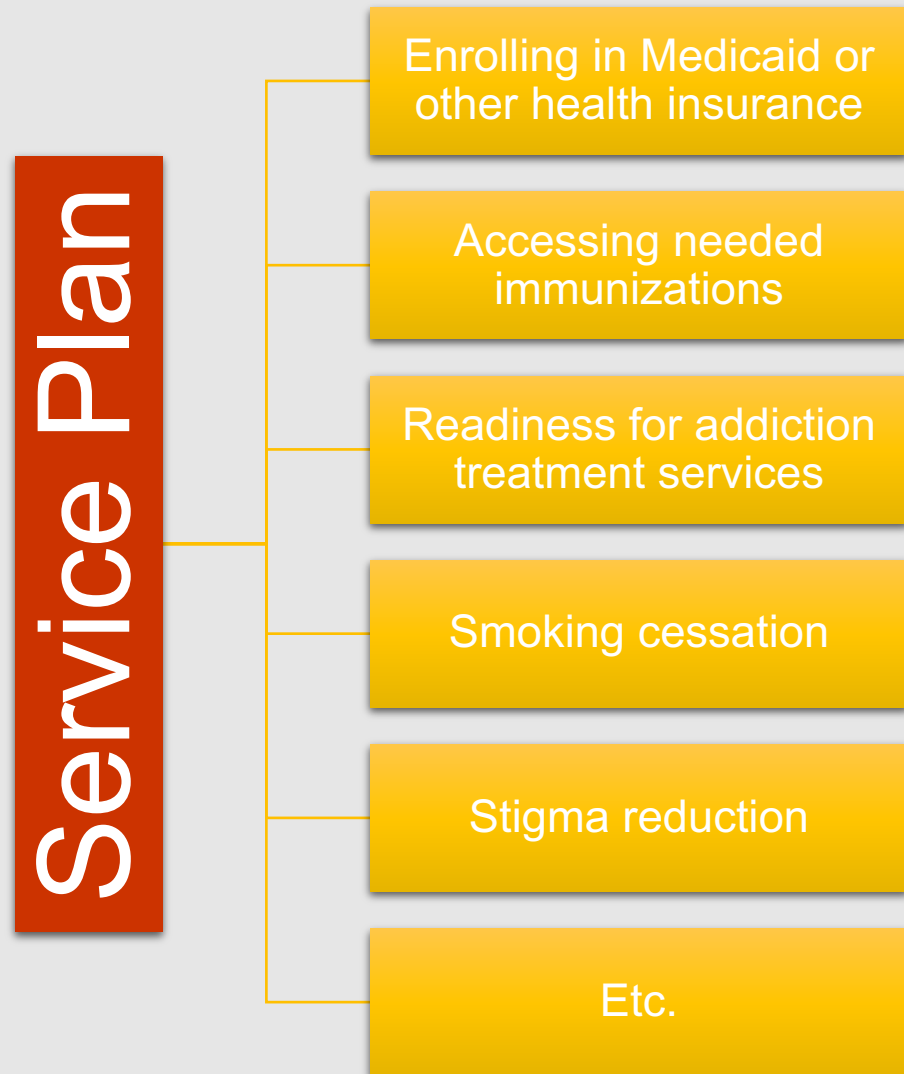 Service Plan
Enrolling in Medicaid or
other health insurance
Accessing needed
immunizations
Readiness for addiction
treatment services
Smoking cessation
Stigma reduction
Etc.